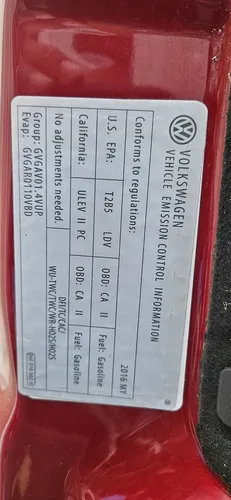 VOLKSWAGEN
VEHICLE EMISSION CONTROL INFORMATION
Conforms to regulations: 2016 MY
U.S. EPA: T2B5 LDV OBD: CA II Fuel: Gasoline
California: ULEV II PC OBD: CA II Fuel: Gasoline
No adjustments needed.
DFI/TC/CAC/
WU-TWC/TWC/WR-HO2S/HO2S
Group: GVGAV01.4VUP
Evap: GVGAR0110VBD